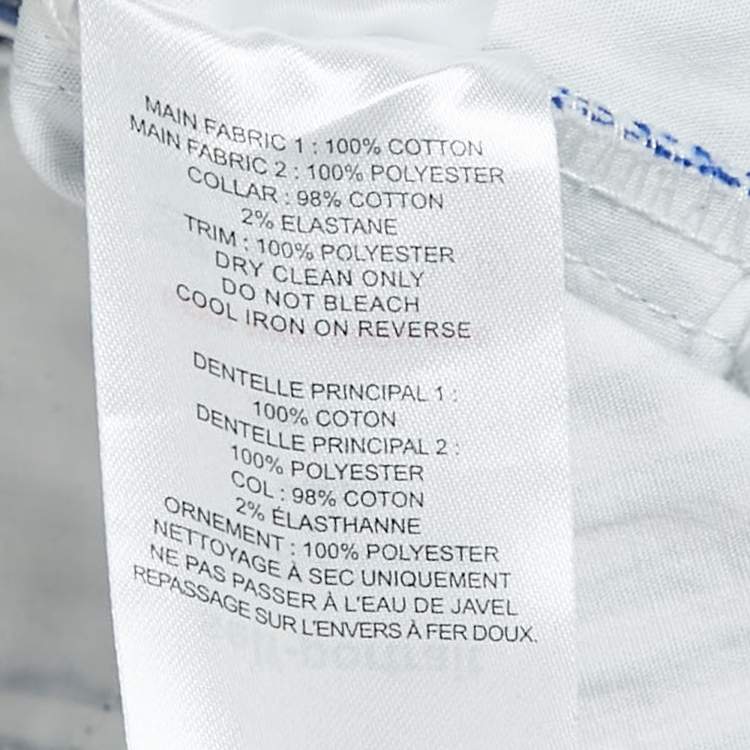 MAIN FABRIC 1 : 100% COTTON
MAIN FABRIC 2 : 100% POLYESTER
COLLAR : 98% COTTON
2% ELASTANE
TRIM : 100% POLYESTER
DRY CLEAN ONLY
DO NOT BLEACH
COOL IRON ON REVERSE
DENTELLE PRINCIPAL 1 :
100% COTON
DENTELLE PRINCIPAL 2 :
100% POLYESTER
COL : 98% COTON
2% ÉLASTHANNE
ORNEMENT : 100% POLYESTER
NETTOYAGE À SEC UNIQUEMENT
NE PAS PASSER À L'EAU DE JAVEL
REPASSAGE SUR L'ENVERS À FER DOUX.